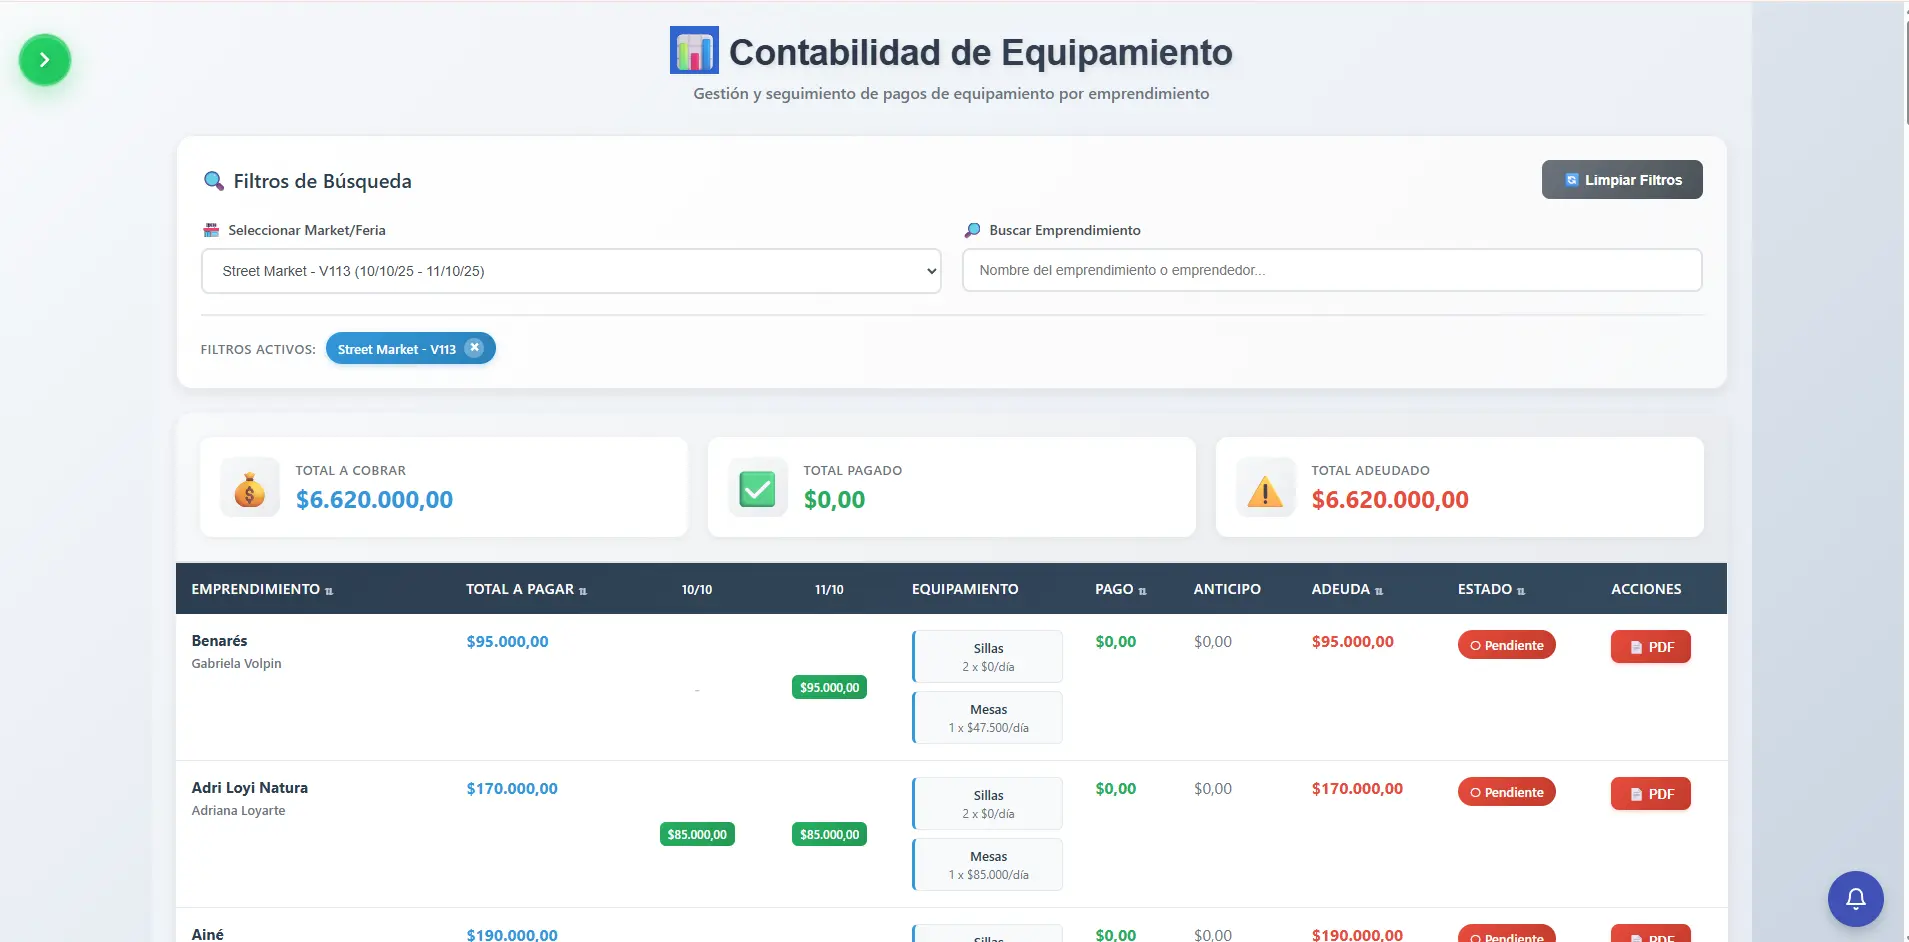 Contabilidad de Equipamiento
Gestión y seguimiento de pagos de equipamiento por emprendimiento
Filtros de Búsqueda
Limpiar Filtros
Seleccionar Market/Feria
Buscar Emprendimiento
Street Market - V113 (10/10/25 - 11/10/25)
Nombre del emprendimiento o emprendedor...
FILTROS ACTIVOS: Street Market - V113
TOTAL A COBRAR
$6.620.000,00
TOTAL PAGADO
$0,00
TOTAL ADEUDADO
$6.620.000,00
EMPRENDIMIENTO TOTAL A PAGAR 10/10 11/10 EQUIPAMIENTO PAGO ANTICIPO ADEUDA ESTADO ACCIONES
Benarés
Gabriela Volpin
$95.000,00
-
$95.000,00
Sillas
2 x $0/día
Mesas
1 x $47.500/día
$0,00
$0,00
$95.000,00
Pendiente
PDF
Adri Loyi Natura
Adriana Loyarte
$170.000,00
$85.000,00
$85.000,00
Sillas
2 x $0/día
Mesas
1 x $85.000/día
$0,00
$0,00
$170.000,00
Pendiente
PDF
Ainé
$190.000,00
Sillas
$0,00
$0,00
$190.000,00
Pendiente
PDF